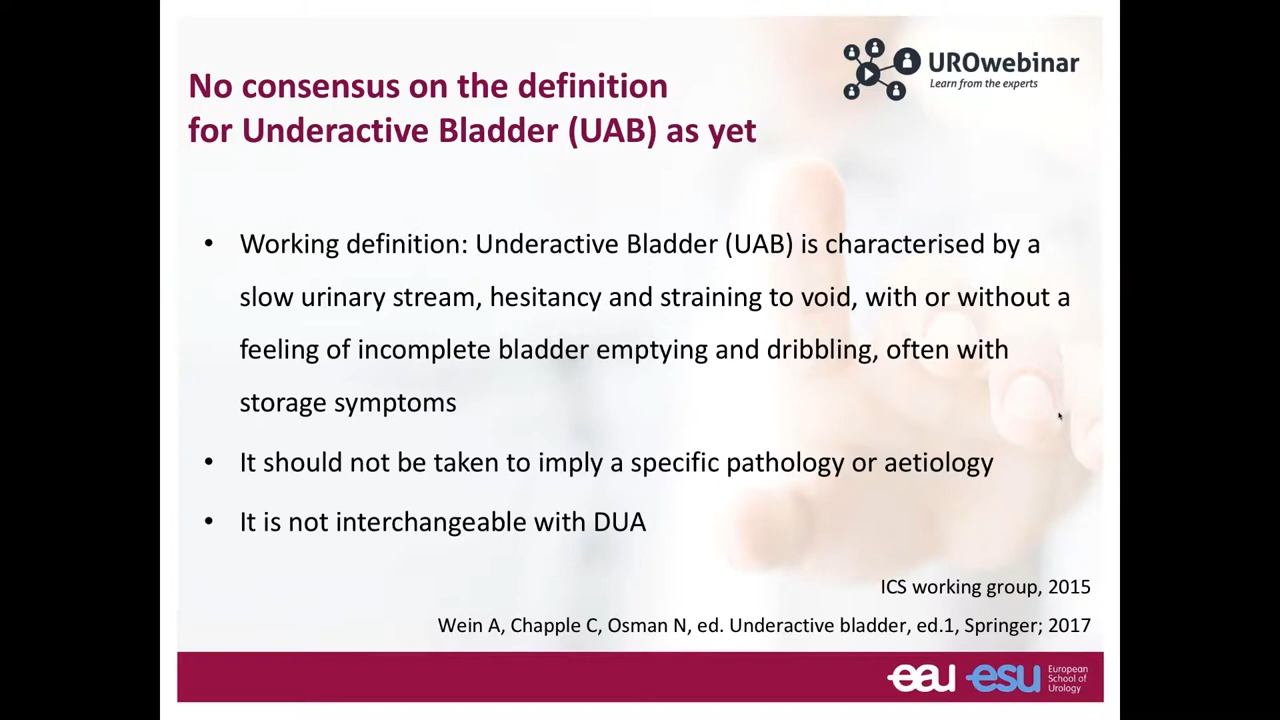 UROwebinar
Learn from the experts
No consensus on the definition
for Underactive Bladder (UAB) as yet
• Working definition: Underactive Bladder (UAB) is characterised by a
slow urinary stream, hesitancy and straining to void, with or without a
feeling of incomplete bladder emptying and dribbling, often with
storage symptoms
• It should not be taken to imply a specific pathology or aetiology
• It is not interchangeable with DUA
ICS working group, 2015
Wein A, Chapple C, Osman N, ed. Underactive bladder, ed.1, Springer; 2017
eau esu European
School of
Urology